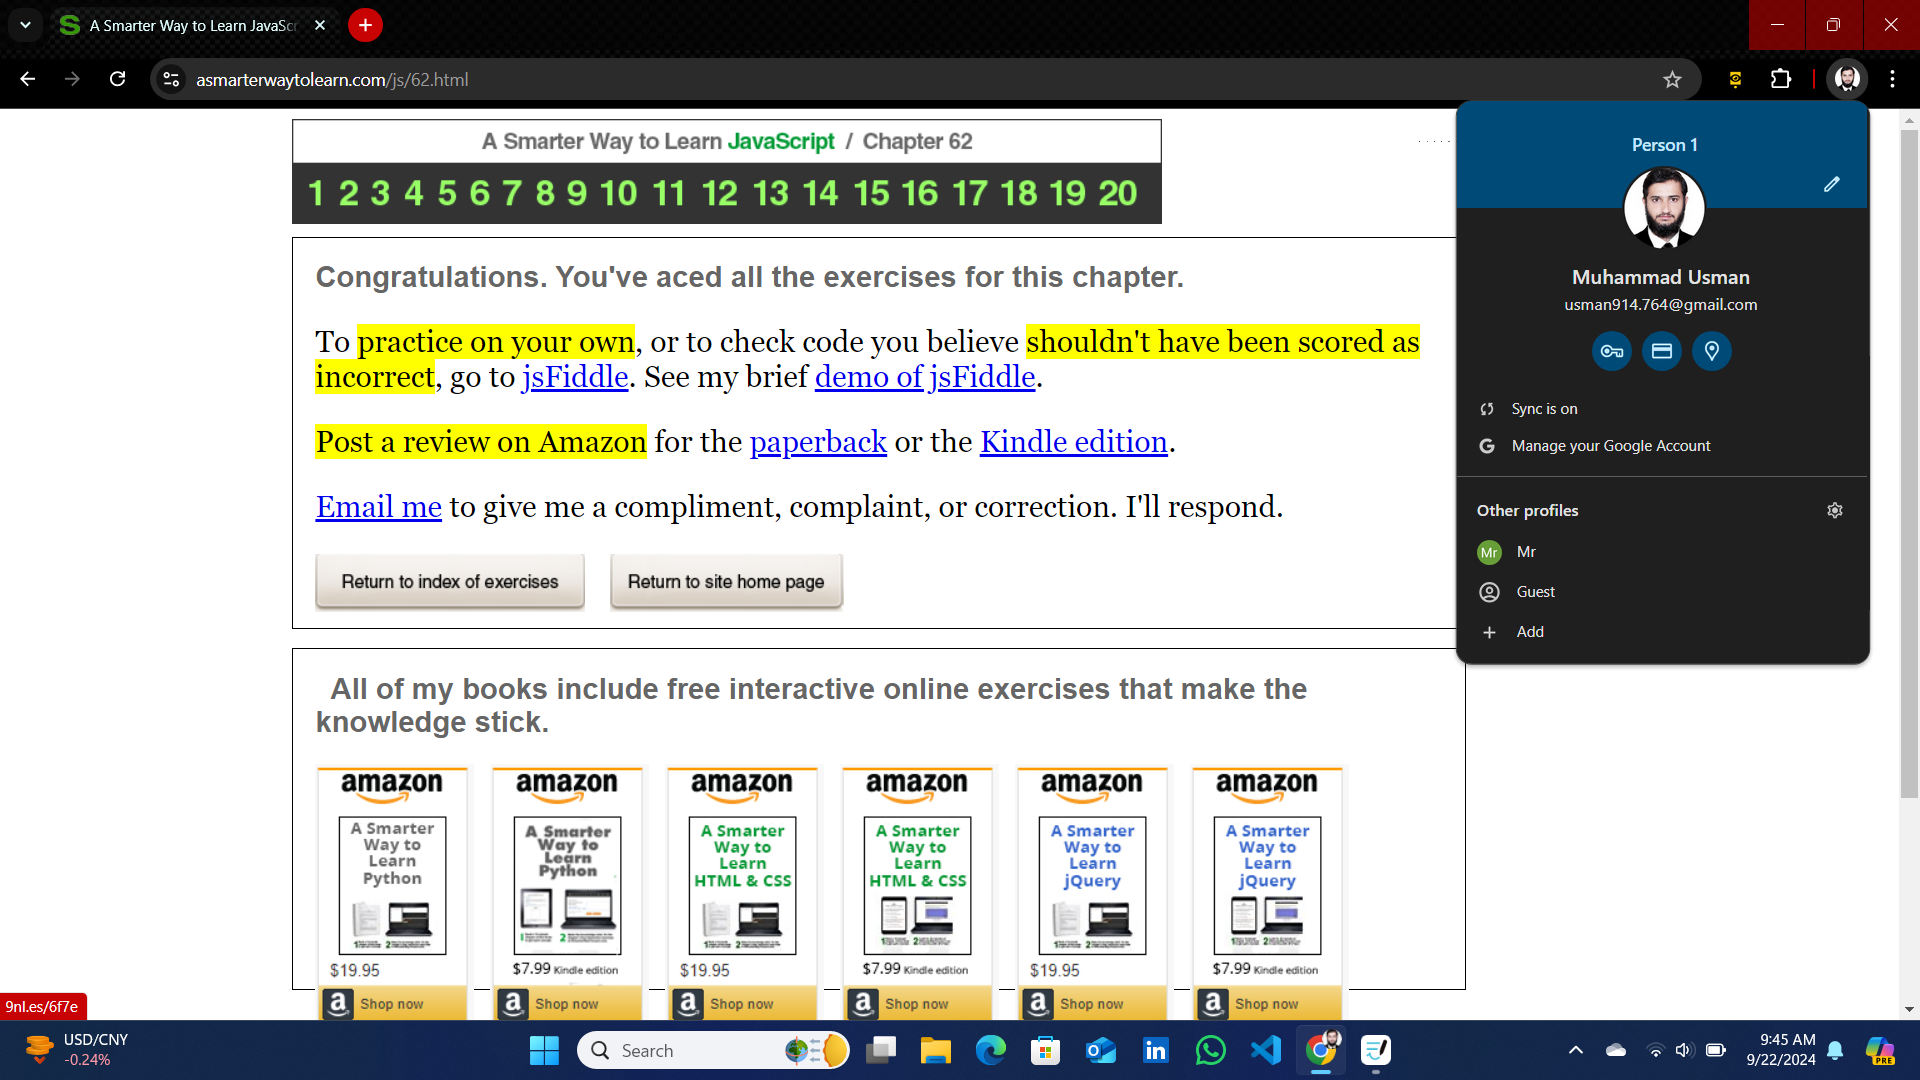 A Smarter Way to Learn JavaScr
asmarterwaytolearn.com/js/62.html
A Smarter Way to Learn JavaScript / Chapter 62
1 2 3 4 5 6 7 8 9 10 11 12 13 14 15 16 17 18 19 20
Congratulations. You've aced all the exercises for this chapter.
To practice on your own, or to check code you believe shouldn't have been scored as
incorrect, go to jsFiddle. See my brief demo of jsFiddle.
Post a review on Amazon for the paperback or the Kindle edition.
Email me to give me a compliment, complaint, or correction. I'll respond.
Return to index of exercises
Return to site home page
Person 1
Muhammad Usman
usman914.764@gmail.com
Sync is on
Manage your Google Account
Other profiles
Mr Mr
Guest
Add
All of my books include free interactive online exercises that make the
knowledge stick.
amazon
A Smarter
Way to
Learn
Python
$19.95
Shop now
amazon
A Smarter
Way to
Learn
Python
$7.99 Kindle edition
Shop now
amazon
A Smarter
Way to
Learn
HTML & CSS
$19.95
Shop now
amazon
A Smarter
Way to
Learn
HTML & CSS
$7.99 Kindle edition
Shop now
amazon
A Smarter
Way to
Learn
jQuery
$19.95
Shop now
amazon
A Smarter
Way to
Learn
jQuery
$7.99 Kindle edition
Shop now
9nl.es/6f7e
USD/CNY
-0.24%
Search
9:45 AM
9/22/2024
PRE